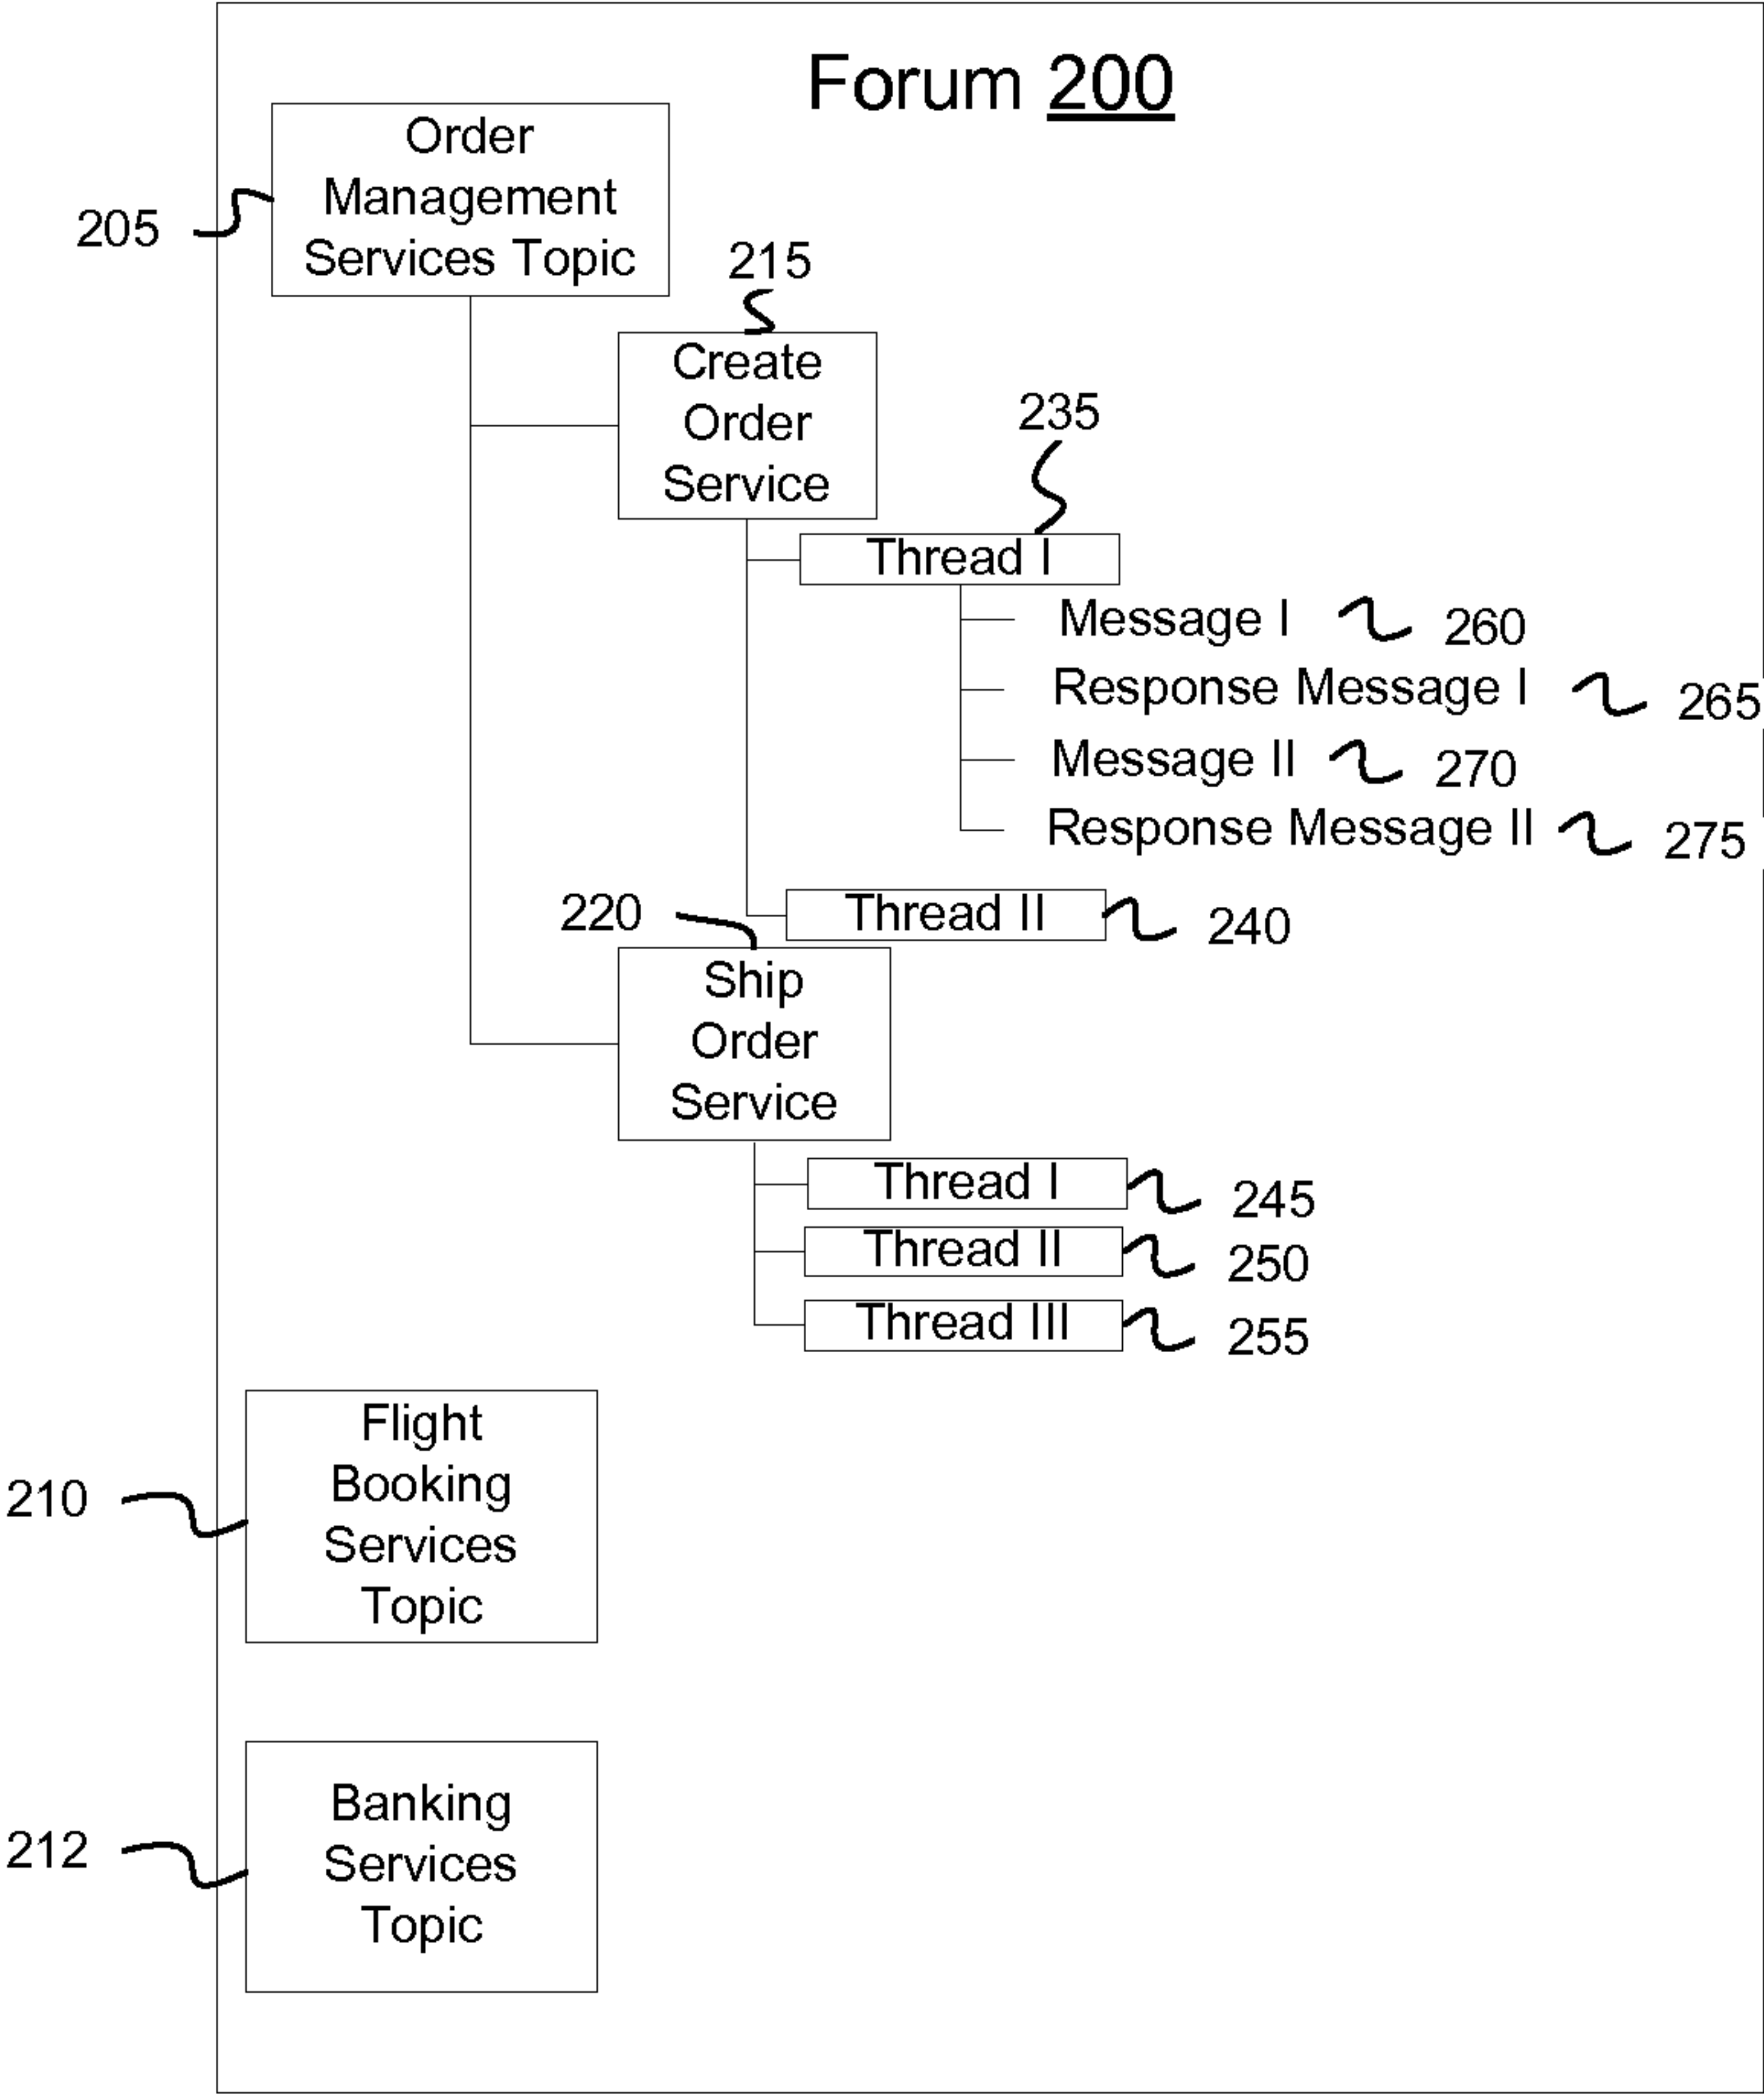 Forum 200
Order
Management
Services Topic
205
215
Create
Order
Service
235
Thread I
Message I 260
Response Message I 265
Message II 270
Response Message II 275
Thread II 240
220
Ship
Order
Service
Thread I 245
Thread II 250
Thread III 255
Flight
Booking
Services
Topic
210
Banking
Services
Topic
212